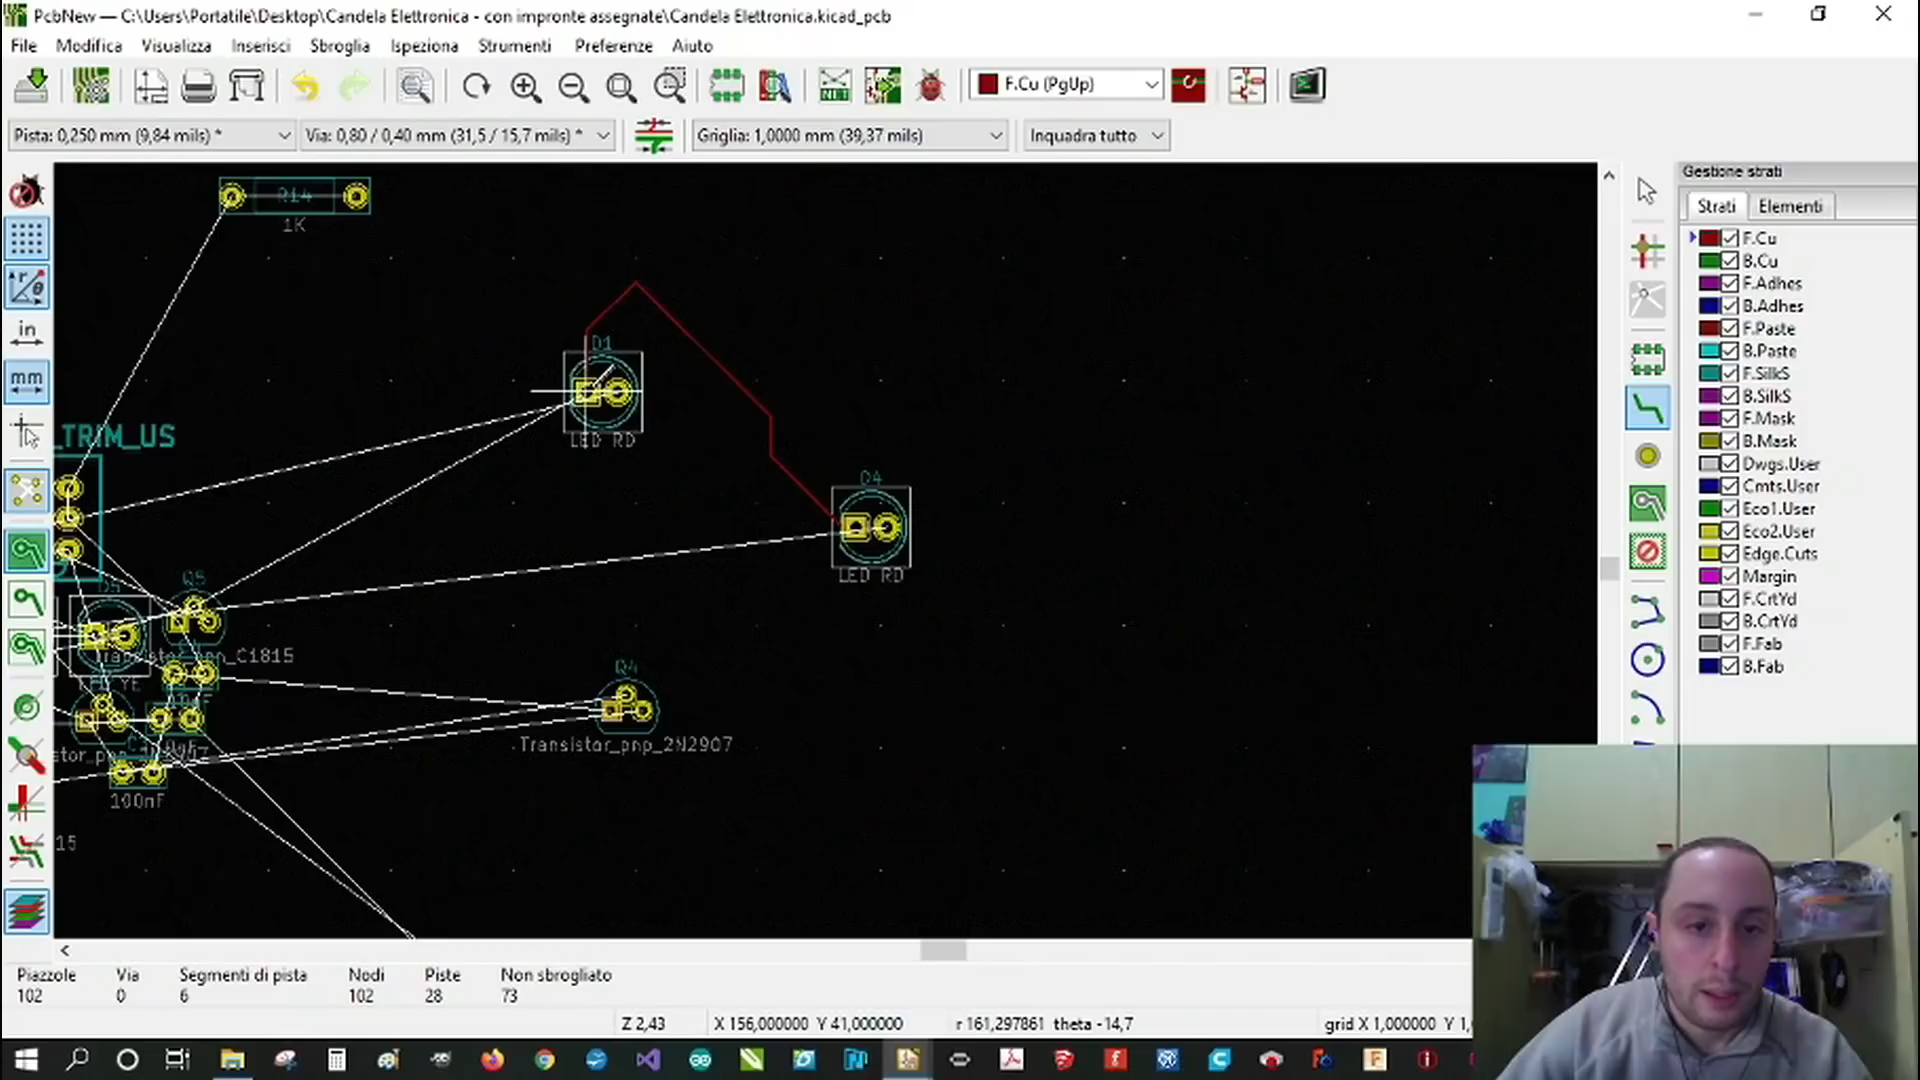 PcbNew — C:\Users\Portatile\Desktop\Candela Elettronica - con impronte assegnate\Candela Elettronica.kicad_pcb
File Modifica Visualizza Inserisci Sbroglia Ispeziona Strumenti Preferenze Aiuto
NET F.Cu (PgUp)
Pista: 0,250 mm (9,84 mils) * Via: 0,80 / 0,40 mm (31,5 / 15,7 mils) * Griglia: 1,0000 mm (39,37 mils) Inquadra tutto
Gestione strati
Strati Elementi
F.Cu
B.Cu
F.Adhes
B.Adhes
F.Paste
B.Paste
F.SilkS
B.SilkS
F.Mask
B.Mask
Dwgs.User
Cmts.User
Eco1.User
Eco2.User
Edge.Cuts
Margin
F.CrtYd
B.CrtYd
F.Fab
B.Fab
in
mm
R14
1K
D1
LED RD
_TRIM_US
D4
LED RD
D5
Q5
Transistor_pnp_C1815
LED YE
Q4
Transistor_pnp_2N2907
100nF
15
Piazzole Via Segmenti di pista Nodi Piste Non sbrogliato
102 0 6 102 28 73
Z 2,43 X 156,000000 Y 41,000000 r 161,297861 theta -14,7 grid X 1,000000 Y 1,